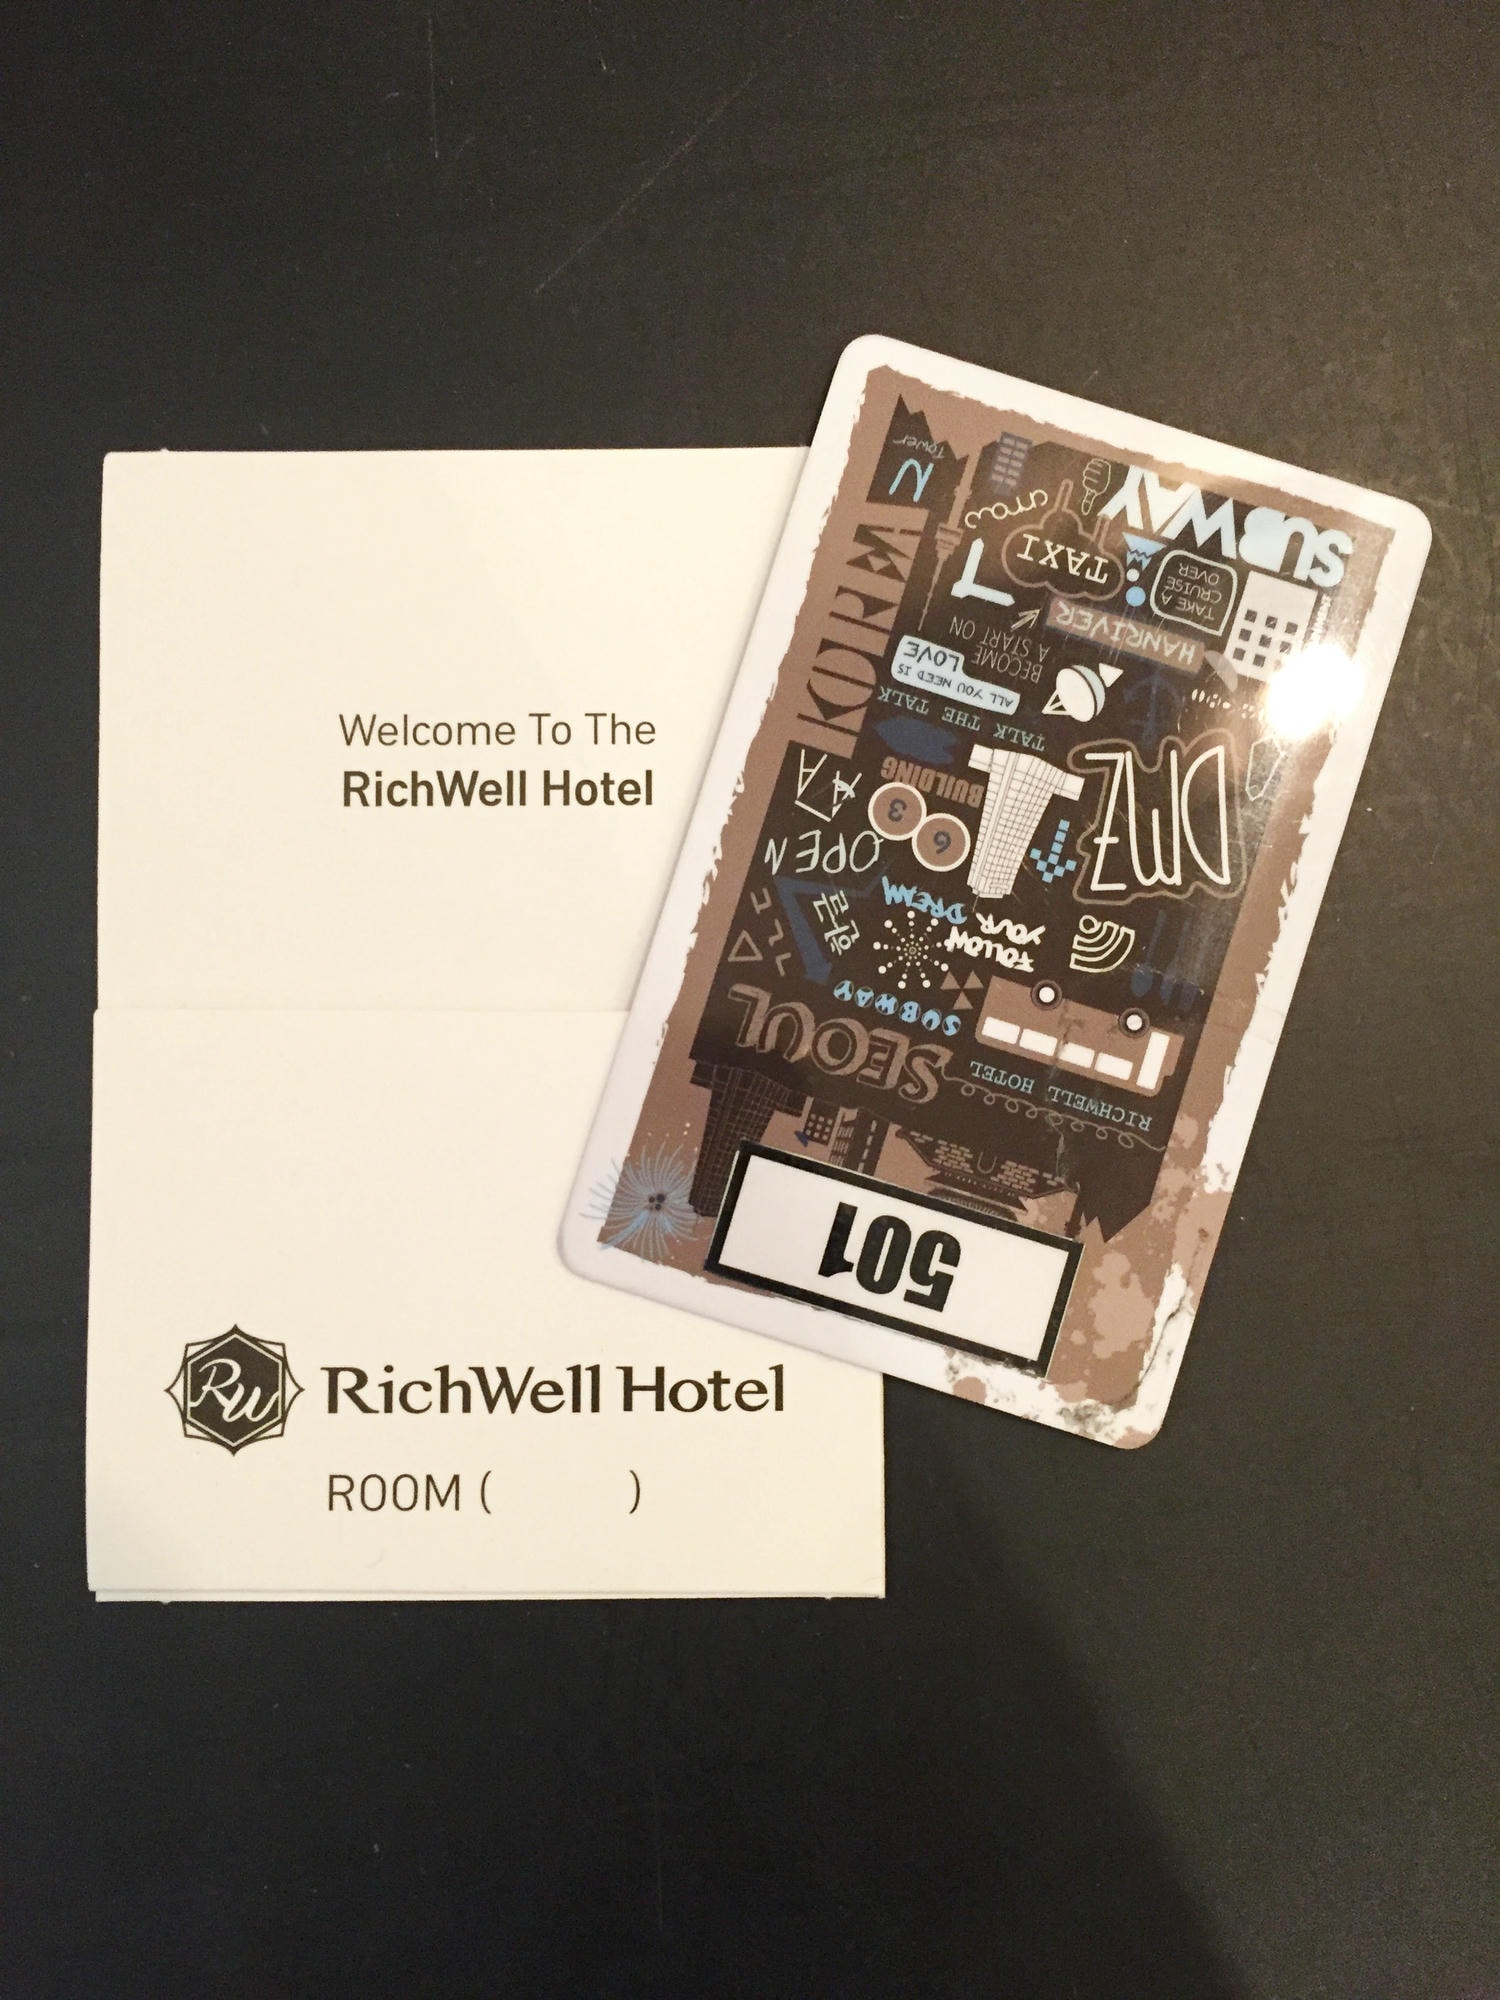 Welcome To The
RichWell Hotel
RW
RichWell Hotel
ROOM ( )
501
RICHWELL HOTEL
SEOUL
SUBWAY
FOLLOW
YOUR DREAM
OPEN
DMZ
63
BUILDING
TALK THE TALK
ALL YOU NEED IS
LOVE
BECOME
A START ON
KOREA
HANRIVER
TAKE A
CRUISE
OVER
TAXI
SUBWAY
N
Tower